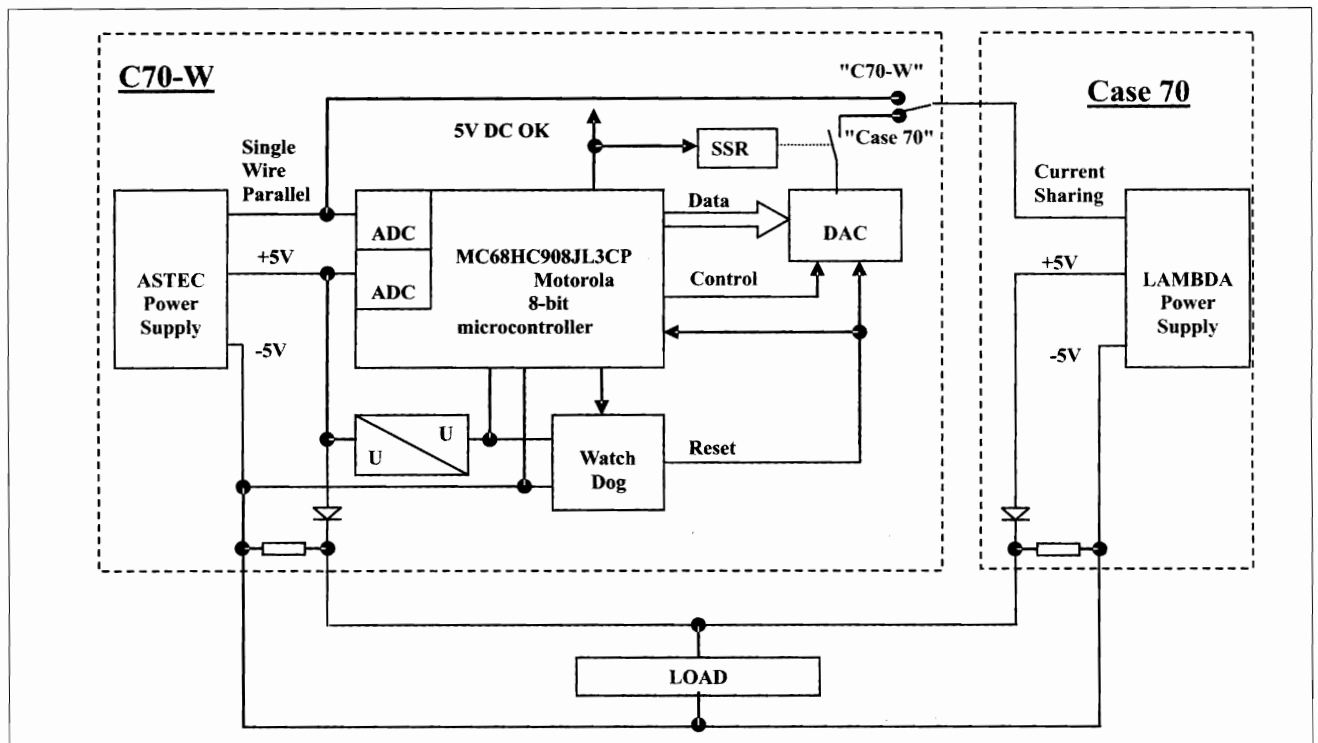 C70-W
"C70-W"
Case 70
5V DC OK
SSR
"Case 70"
Single
Wire
Parallel
Current
Sharing
ADC
ADC
MC68HC908JL3CP
Motorola
8-bit
microcontroller
Data
DAC
Control
+5V
ASTEC
Power
Supply
-5V
+5V
LAMBDA
Power
Supply
-5V
U
U
Watch
Dog
Reset
LOAD